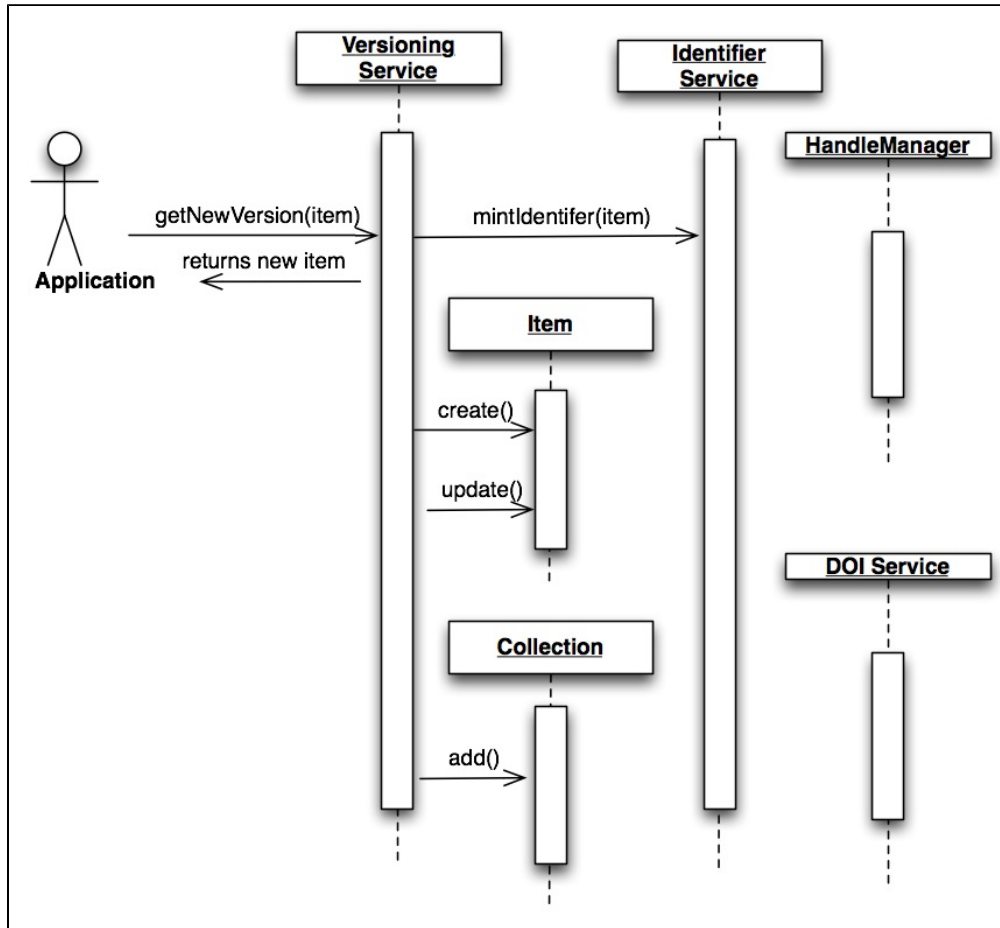 Versioning
Service
Identifier
Service
HandleManager
getNewVersion(item)
mintIdentifer(item)
returns new item
Application
Item
create()
update()
DOI Service
Collection
add()